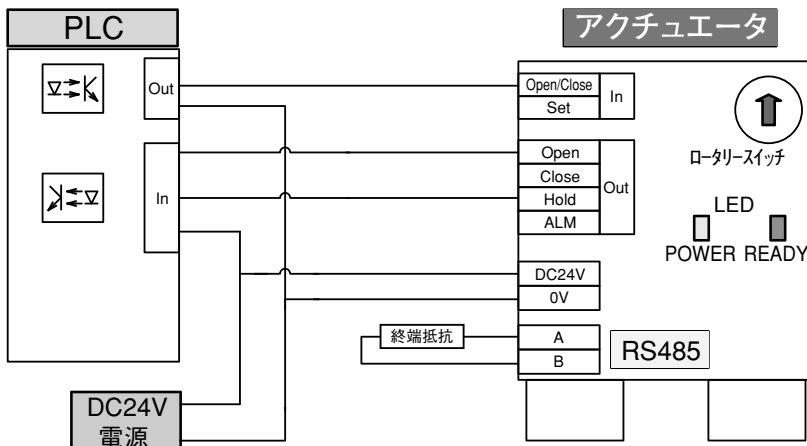 PLC
アクチュエータ
Out
In
Open/Close
Set
In
Open
Close
Hold
ALM
Out
DC24V
0V
A
B
終端抵抗
RS485
ロータリースイッチ
LED
POWER
READY
DC24V
電源